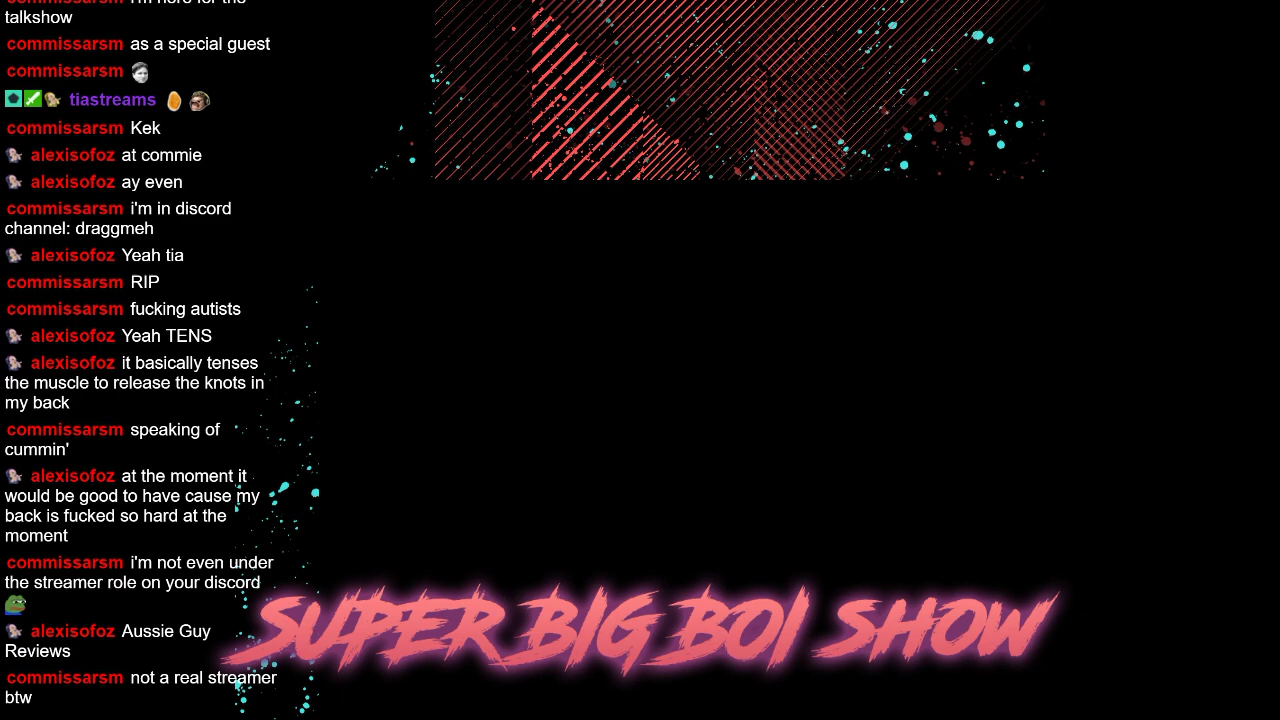 commissarsm i'm here for the
talkshow
commissarsm as a special guest
commissarsm
tiastreams
commissarsm Kek
alexisofoz at commie
alexisofoz ay even
commissarsm i'm in discord
channel: draggmeh
alexisofoz Yeah tia
commissarsm RIP
commissarsm fucking autists
alexisofoz Yeah TENS
alexisofoz it basically tenses
the muscle to release the knots in
my back
commissarsm speaking of
cummin'
alexisofoz at the moment it
would be good to have cause my
back is fucked so hard at the
moment
commissarsm i'm not even under
the streamer role on your discord
alexisofoz Aussie Guy
Reviews
commissarsm not a real streamer
btw
SUPER BIG BOI SHOW